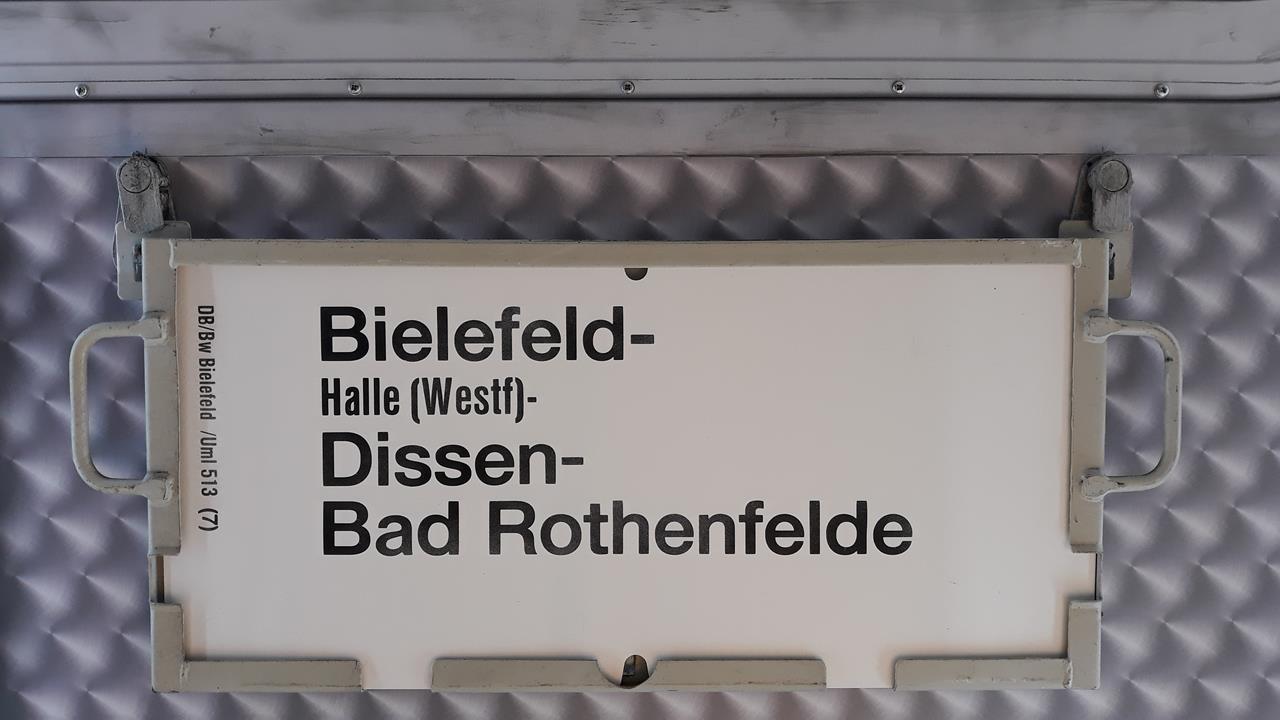 Bielefeld-
Halle (Westf)-
Dissen-
Bad Rothenfelde
DB/Bw Bielefeld /Uml 513 (7)